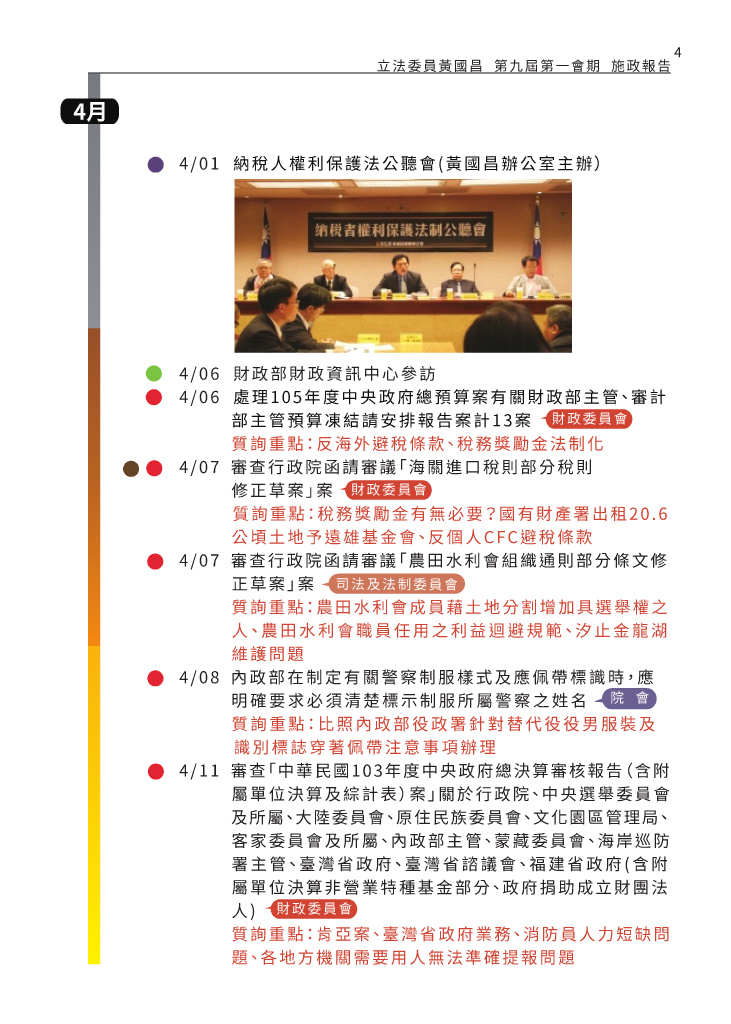 4
立法委員黃國昌 第九屆第一會期 施政報告
4月
4/01 納稅人權利保護法公聽會(黃國昌辦公室主辦)
納稅者權利保護法制公聽會
4/06 財政部財政資訊中心參訪
4/06 處理105年度中央政府總預算案有關財政部主管、審計
部主管預算凍結請安排報告案計13案 財政委員會
質詢重點：反海外避稅條款、稅務獎勵金法制化
4/07 審查行政院函請審議「海關進口稅則部分稅則
修正草案」案 財政委員會
質詢重點：稅務獎勵金有無必要？國有財產署出租20.6
公頃土地予遠雄基金會、反個人CFC避稅條款
4/07 審查行政院函請審議「農田水利會組織通則部分條文修
正草案」案 司法及法制委員會
質詢重點：農田水利會成員藉土地分割增加具選舉權之
人、農田水利會職員任用之利益迴避規範、汐止金龍湖
維護問題
4/08 內政部在制定有關警察制服樣式及應佩帶標識時，應
明確要求必須清楚標示制服所屬警察之姓名 院 會
質詢重點：比照內政部役政署針對替代役役男服裝及
識別標誌穿著佩帶注意事項辦理
4/11 審查「中華民國103年度中央政府總決算審核報告（含附
屬單位決算及綜計表）案」關於行政院、中央選舉委員會
及所屬、大陸委員會、原住民族委員會、文化園區管理局、
客家委員會及所屬、內政部主管、蒙藏委員會、海岸巡防
署主管、臺灣省政府、臺灣省諮議會、福建省政府(含附
屬單位決算非營業特種基金部分、政府捐助成立財團法
人) 財政委員會
質詢重點：肯亞案、臺灣省政府業務、消防員人力短缺問
題、各地方機關需要用人無法準確提報問題